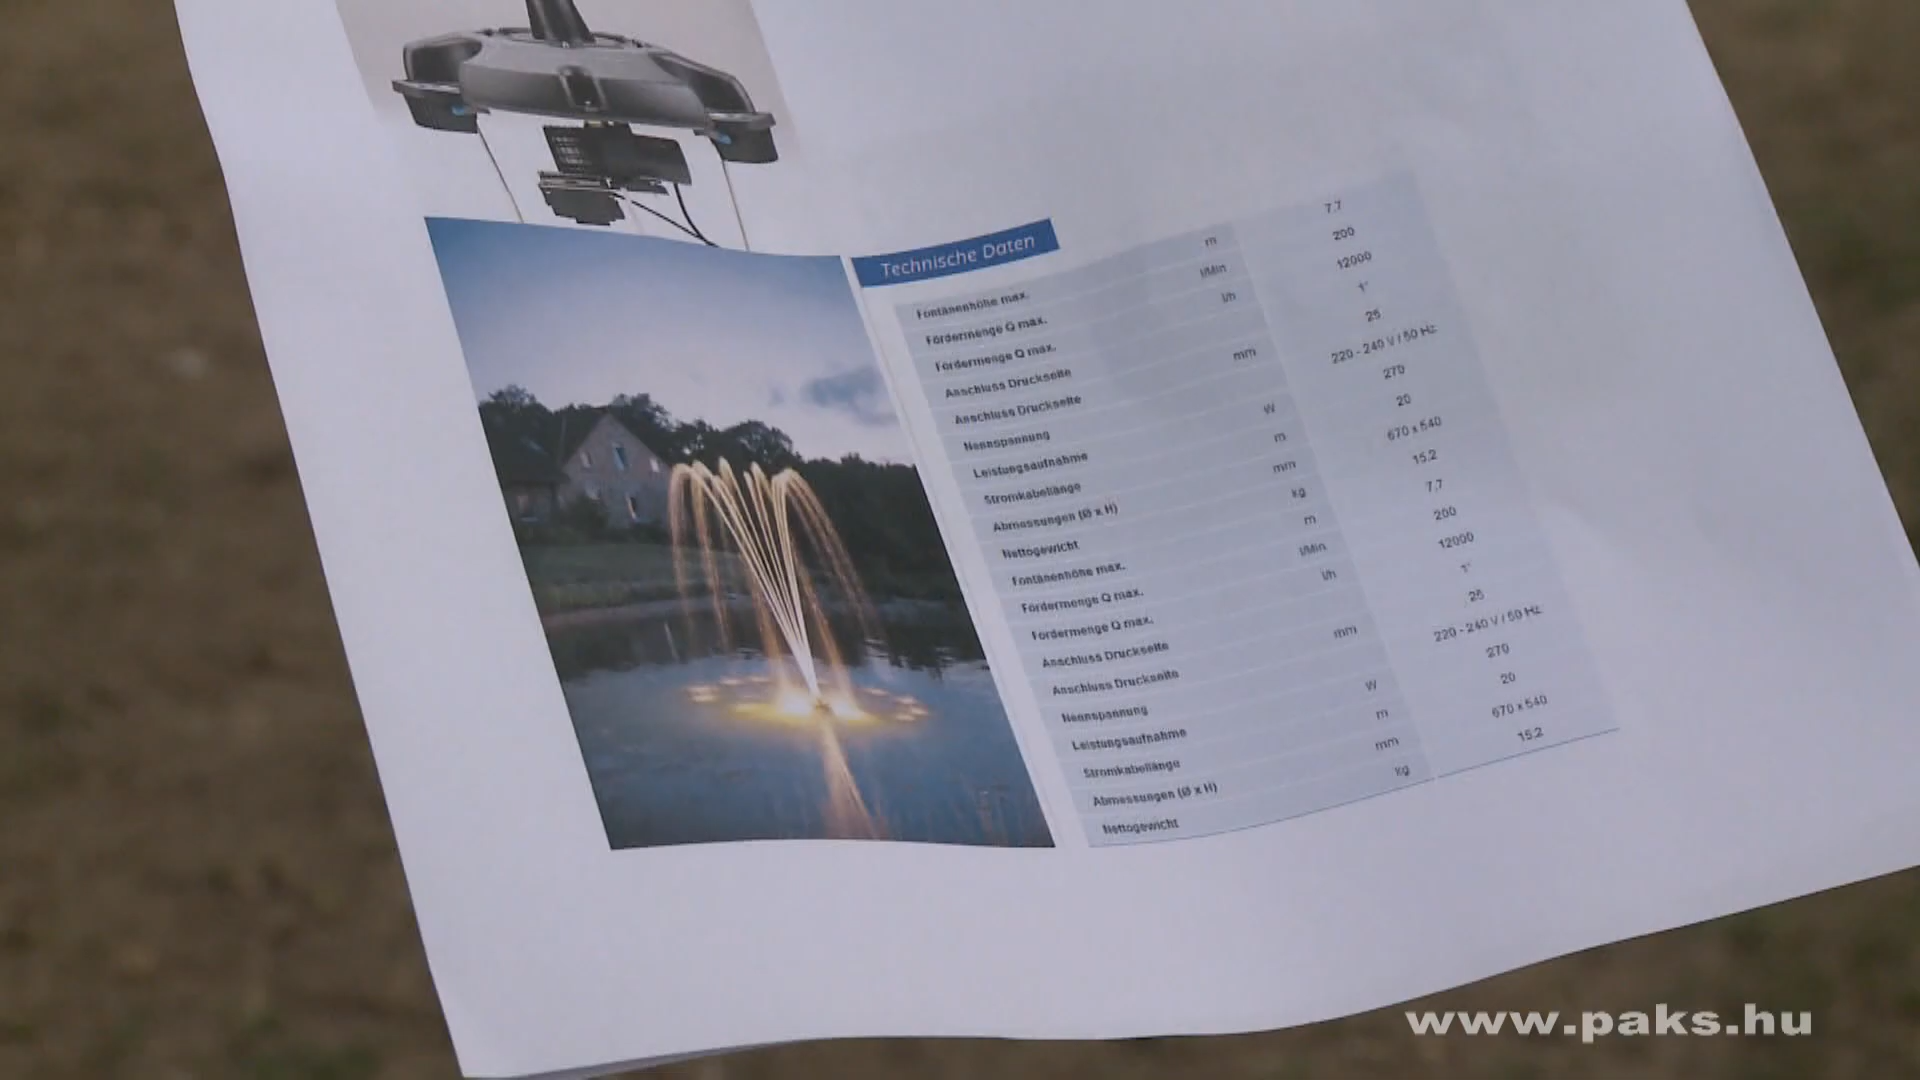 Technische Daten
Fontänenhöhe max. m 7,7
Fördermenge Q max. l/Min. 200
Fördermenge Q max. l/h 12000
Anschluss Druckseite 1"
Anschluss Druckseite mm 25
Nennspannung 220 - 240 V / 50 Hz
Leistungsaufnahme W 270
Stromkabellänge m 20
Abmessungen (Ø x H) mm 670 x 540
Nettogewicht kg 15,2
Fontänenhöhe max. m 7,7
Fördermenge Q max. l/Min. 200
Fördermenge Q max. l/h 12000
Anschluss Druckseite 1"
Anschluss Druckseite mm 25
Nennspannung 220 - 240 V / 50 Hz
Leistungsaufnahme W 270
Stromkabellänge m 20
Abmessungen (Ø x H) mm 670 x 540
Nettogewicht kg 15,2
www.paks.hu